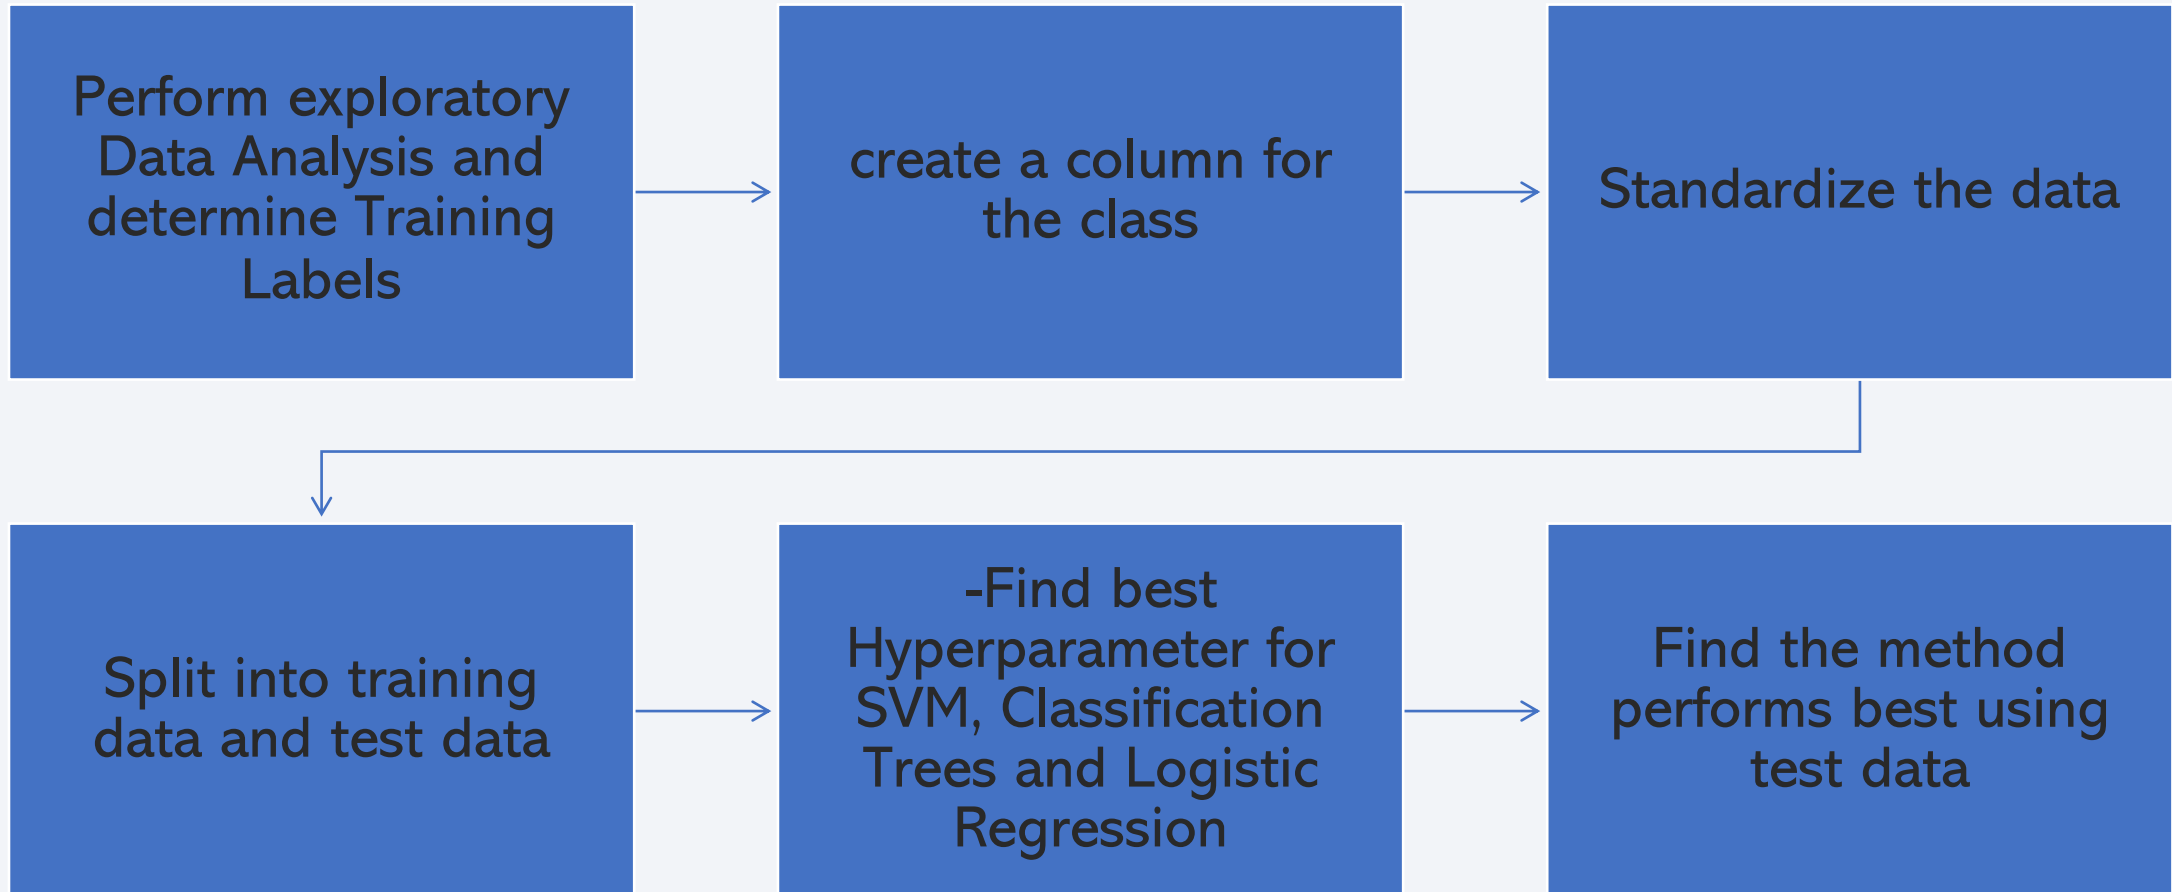 Perform exploratory
Data Analysis and
determine Training
Labels
create a column for
the class
Standardize the data
Split into training
data and test data
-Find best
Hyperparameter for
SVM, Classification
Trees and Logistic
Regression
Find the method
performs best using
test data